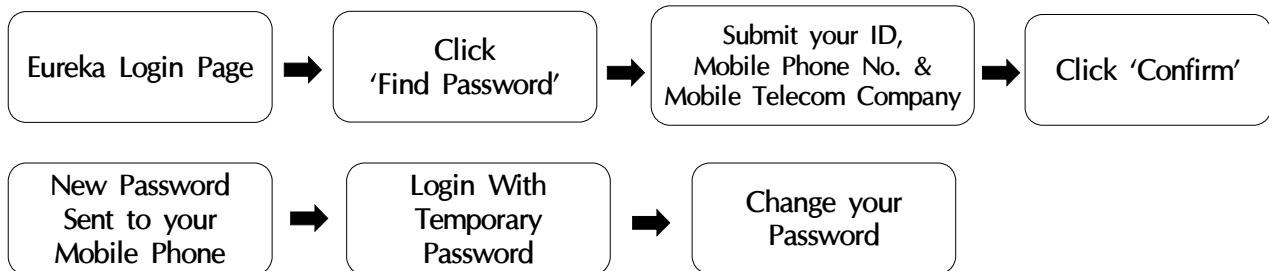 Eureka Login Page
Click
'Find Password'
Submit your ID,
Mobile Phone No. &
Mobile Telecom Company
Click 'Confirm'
New Password
Sent to your
Mobile Phone
Login With
Temporary
Password
Change your
Password